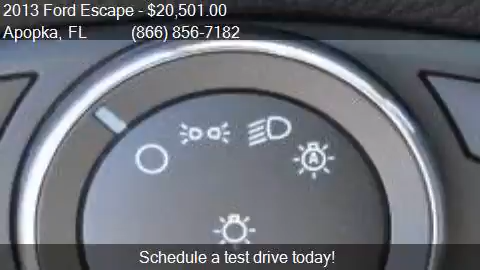 2013 Ford Escape - $20,501.00
Apopka, FL (866) 856-7182
A
Schedule a test drive today!